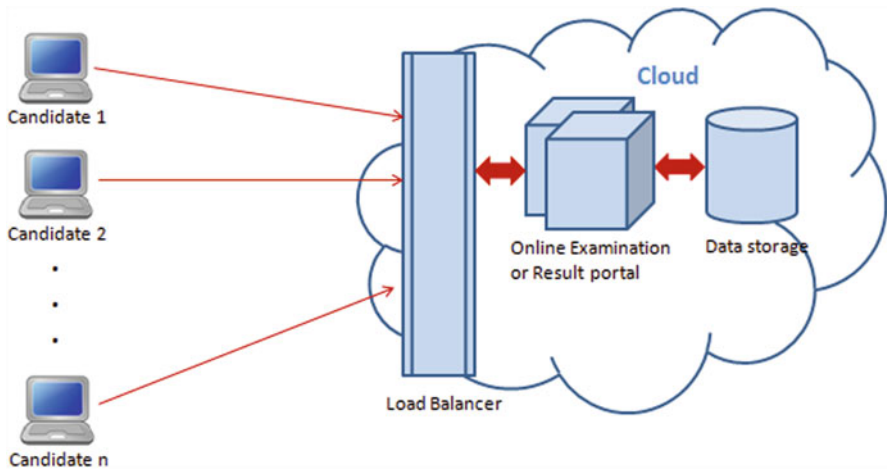 Candidate 1
Candidate 2
Candidate n
Load Balancer
Cloud
Online Examination
or Result portal
Data storage